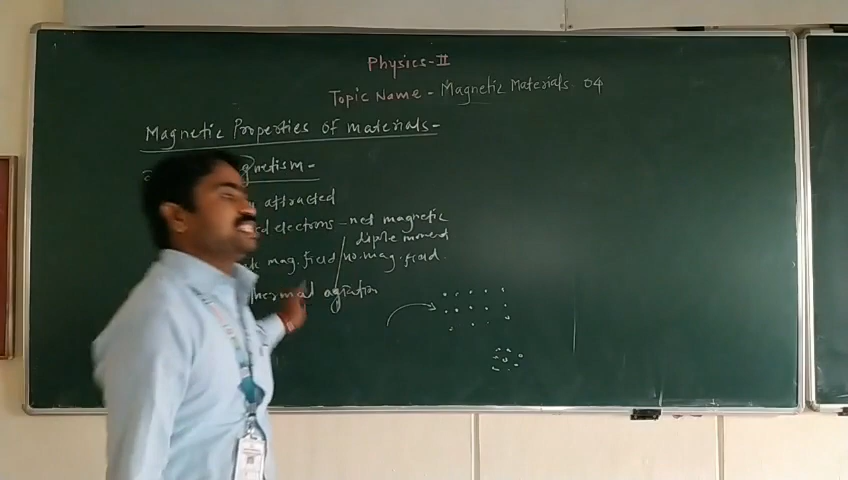 Physics-II
Topic Name - Magnetic Materials 04
Magnetic Properties of materials-
attracted
electrons - net magnetic
diple moment
mag. field / no. mag. field.
thermal agitation